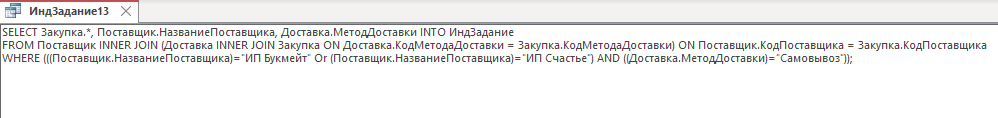 ИндЗадание13
SELECT Закупка.*, Поставщик.НазваниеПоставщика, Доставка.МетодДоставки INTO ИндЗадание
FROM Поставщик INNER JOIN (Доставка INNER JOIN Закупка ON Доставка.КодМетодаДоставки = Закупка.КодМетодаДоставки) ON Поставщик.КодПоставщика = Закупка.КодПоставщика
WHERE (((Поставщик.НазваниеПоставщика)="ИП Букмейт" Or (Поставщик.НазваниеПоставщика)="ИП Счастье") AND ((Доставка.МетодДоставки)="Самовывоз"));